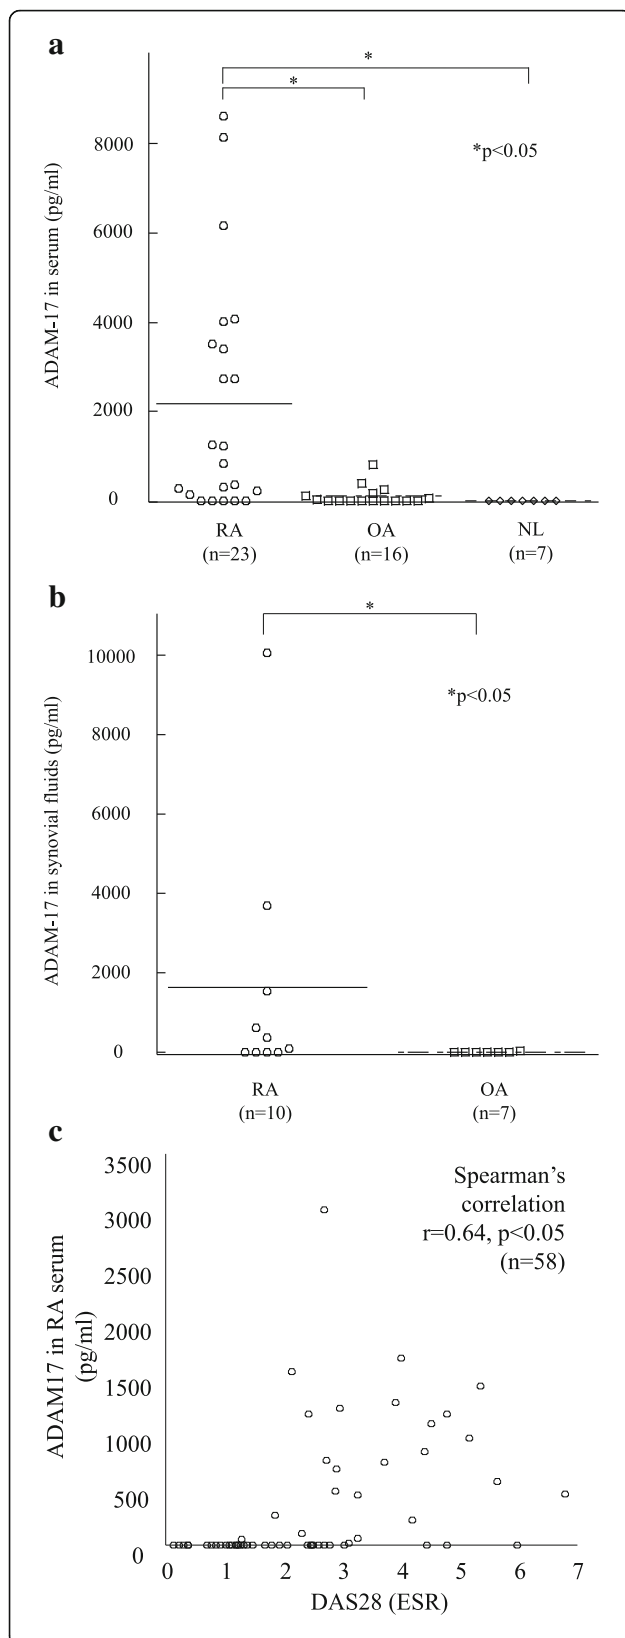 a
*
*
*p<0.05
ADAM-17 in serum (pg/ml)
8000
6000
4000
2000
0
RA
(n=23)
OA
(n=16)
NL
(n=7)
b
*
*p<0.05
ADAM-17 in synovial fluids (pg/ml)
10000
8000
6000
4000
2000
0
RA
(n=10)
OA
(n=7)
c
Spearman's
correlation
r=0.64, p<0.05
(n=58)
ADAM17 in RA serum
(pg/ml)
3500
3000
2500
2000
1500
1000
500
0
0 1 2 3 4 5 6 7
DAS28 (ESR)